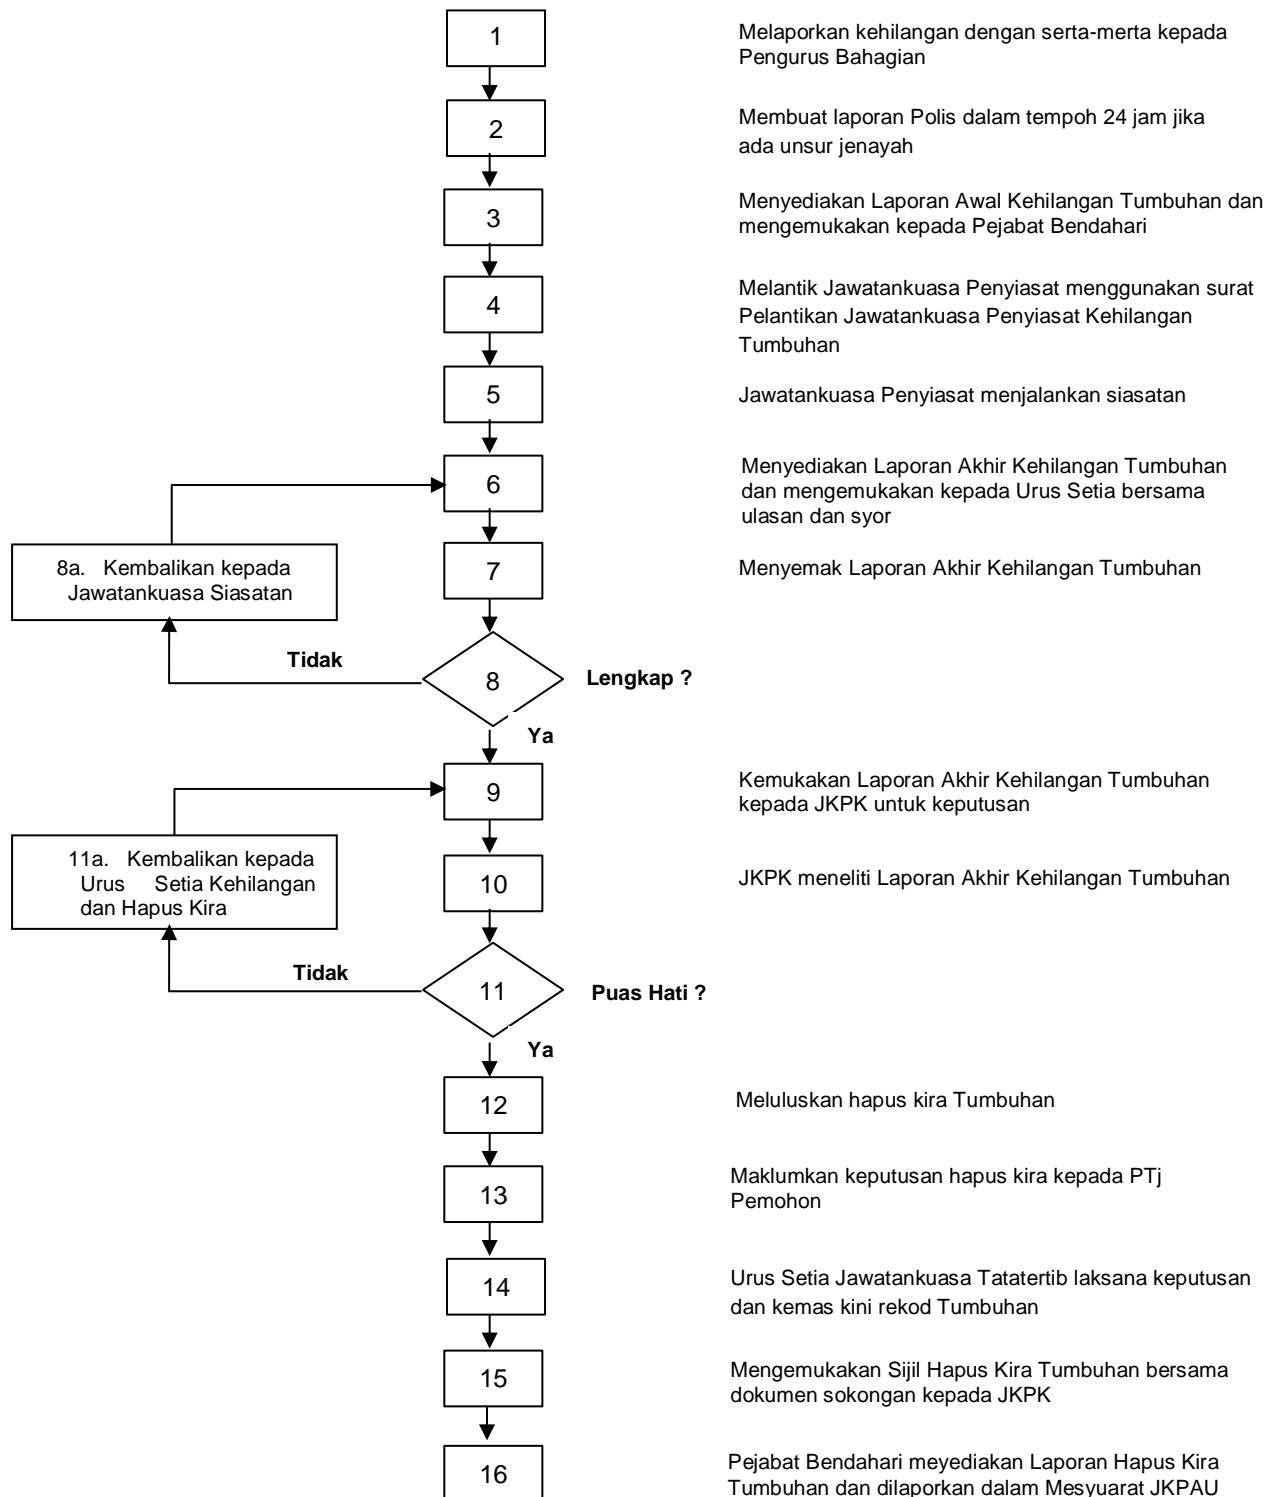 1
Melaporkan kehilangan dengan serta-merta kepada
Pengurus Bahagian
2
Membuat laporan Polis dalam tempoh 24 jam jika
ada unsur jenayah
3
Menyediakan Laporan Awal Kehilangan Tumbuhan dan
mengemukakan kepada Pejabat Bendahari
4
Melantik Jawatankuasa Penyiasat menggunakan surat
Pelantikan Jawatankuasa Penyiasat Kehilangan
Tumbuhan
5
Jawatankuasa Penyiasat menjalankan siasatan
6
Menyediakan Laporan Akhir Kehilangan Tumbuhan
dan mengemukakan kepada Urus Setia bersama
ulasan dan syor
8a. Kembalikan kepada
Jawatankuasa Siasatan
7
Menyemak Laporan Akhir Kehilangan Tumbuhan
Tidak
8
Lengkap ?
Ya
9
Kemukakan Laporan Akhir Kehilangan Tumbuhan
kepada JKPK untuk keputusan
11a. Kembalikan kepada
Urus Setia Kehilangan
dan Hapus Kira
10
JKPK meneliti Laporan Akhir Kehilangan Tumbuhan
Tidak
11
Puas Hati ?
Ya
12
Meluluskan hapus kira Tumbuhan
13
Maklumkan keputusan hapus kira kepada PTj
Pemohon
14
Urus Setia Jawatankuasa Tatatertib laksana keputusan
dan kemas kini rekod Tumbuhan
15
Mengemukakan Sijil Hapus Kira Tumbuhan bersama
dokumen sokongan kepada JKPK
16
Pejabat Bendahari meyediakan Laporan Hapus Kira
Tumbuhan dan dilaporkan dalam Mesyuarat JKPAU